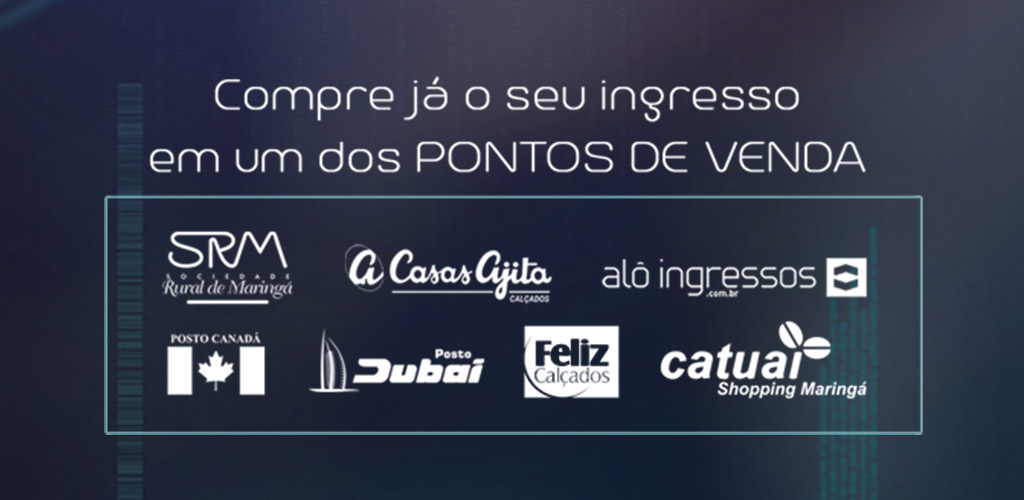 Compre já o seu ingresso
em um dos PONTOS DE VENDA
SRM
SOCIEDADE
Rural de Maringá
a Casas Ajita
CALÇADOS
alô ingressos
.com.br
POSTO CANADÁ
Posto
Dubai
Feliz
Calçados
catuaí
Shopping Maringá